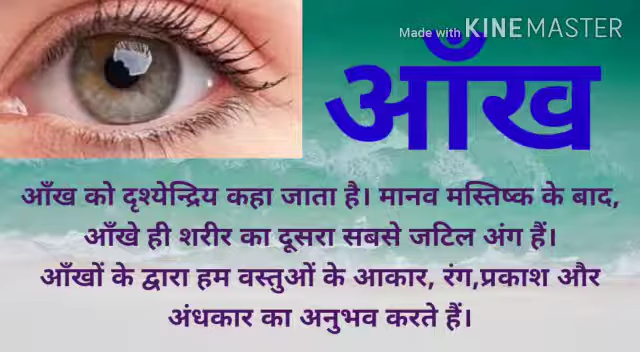 Made with KINEMASTER
आँख
आँख को दृश्येन्द्रिय कहा जाता है। मानव मस्तिष्क के बाद,
आँखे ही शरीर का दूसरा सबसे जटिल अंग हैं।
आँखों के द्वारा हम वस्तुओं के आकार, रंग,प्रकाश और
अंधकार का अनुभव करते हैं।